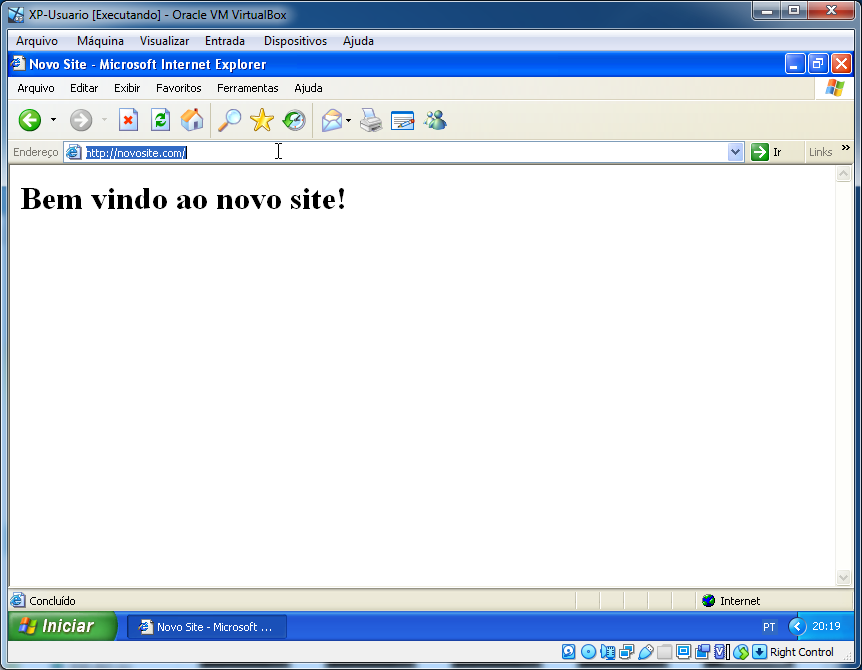 XP-Usuario [Executando] - Oracle VM VirtualBox
Arquivo Máquina Visualizar Entrada Dispositivos Ajuda
Novo Site - Microsoft Internet Explorer
Arquivo Editar Exibir Favoritos Ferramentas Ajuda
Endereço http://novosite.com/ Ir Links »
Bem vindo ao novo site!
Concluído Internet
Iniciar Novo Site - Microsoft ... PT 20:19
Right Control